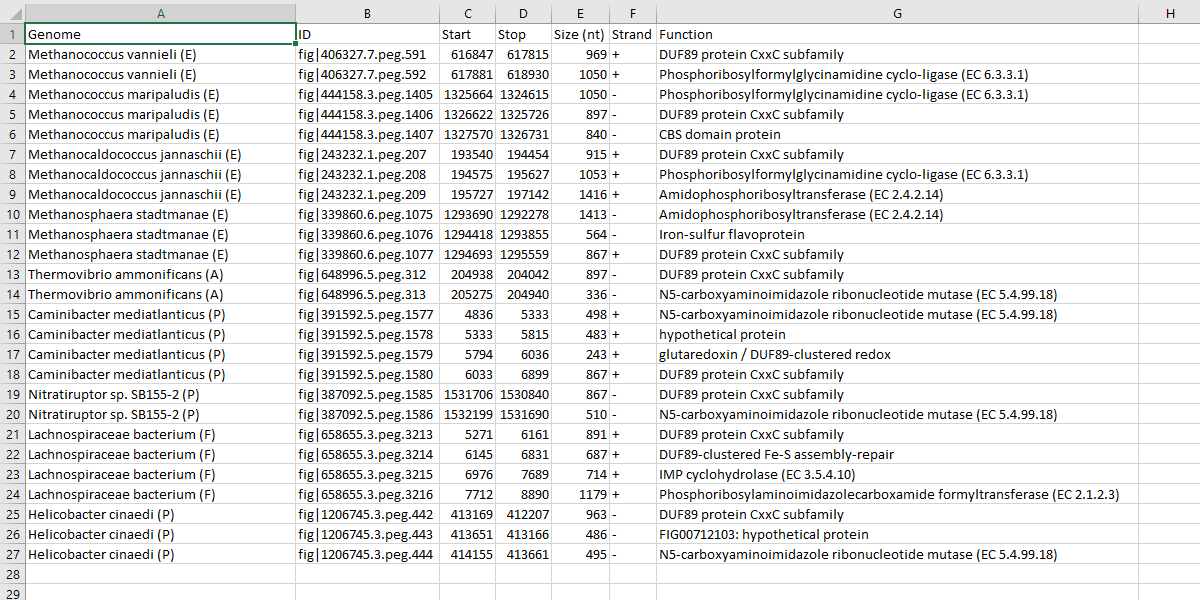 A B C D E F G H
1 Genome ID Start Stop Size (nt) Strand Function
2 Methanococcus vannieli (E) fig|406327.7.peg.591 616847 617815 969 + DUF89 protein CxxC subfamily
3 Methanococcus vannieli (E) fig|406327.7.peg.592 617881 618930 1050 + Phosphoribosylformylglycinamidine cyclo-ligase (EC 6.3.3.1)
4 Methanococcus maripaludis (E) fig|444158.3.peg.1405 1325664 1324615 1050 - Phosphoribosylformylglycinamidine cyclo-ligase (EC 6.3.3.1)
5 Methanococcus maripaludis (E) fig|444158.3.peg.1406 1326622 1325726 897 - DUF89 protein CxxC subfamily
6 Methanococcus maripaludis (E) fig|444158.3.peg.1407 1327570 1326731 840 - CBS domain protein
7 Methanocaldococcus jannaschii (E) fig|243232.1.peg.207 193540 194454 915 + DUF89 protein CxxC subfamily
8 Methanocaldococcus jannaschii (E) fig|243232.1.peg.208 194575 195627 1053 + Phosphoribosylformylglycinamidine cyclo-ligase (EC 6.3.3.1)
9 Methanocaldococcus jannaschii (E) fig|243232.1.peg.209 195727 197142 1416 + Amidophosphoribosyltransferase (EC 2.4.2.14)
10 Methanosphaera stadtmanae (E) fig|339860.6.peg.1075 1293690 1292278 1413 - Amidophosphoribosyltransferase (EC 2.4.2.14)
11 Methanosphaera stadtmanae (E) fig|339860.6.peg.1076 1294418 1293855 564 - Iron-sulfur flavoprotein
12 Methanosphaera stadtmanae (E) fig|339860.6.peg.1077 1294693 1295559 867 + DUF89 protein CxxC subfamily
13 Thermovibrio ammonificans (A) fig|648996.5.peg.312 204938 204042 897 - DUF89 protein CxxC subfamily
14 Thermovibrio ammonificans (A) fig|648996.5.peg.313 205275 204940 336 - N5-carboxyaminoimidazole ribonucleotide mutase (EC 5.4.99.18)
15 Caminibacter mediatlanticus (P) fig|391592.5.peg.1577 4836 5333 498 + N5-carboxyaminoimidazole ribonucleotide mutase (EC 5.4.99.18)
16 Caminibacter mediatlanticus (P) fig|391592.5.peg.1578 5333 5815 483 + hypothetical protein
17 Caminibacter mediatlanticus (P) fig|391592.5.peg.1579 5794 6036 243 + glutaredoxin / DUF89-clustered redox
18 Caminibacter mediatlanticus (P) fig|391592.5.peg.1580 6033 6899 867 + DUF89 protein CxxC subfamily
19 Nitratiruptor sp. SB155-2 (P) fig|387092.5.peg.1585 1531706 1530840 867 - DUF89 protein CxxC subfamily
20 Nitratiruptor sp. SB155-2 (P) fig|387092.5.peg.1586 1532199 1531690 510 - N5-carboxyaminoimidazole ribonucleotide mutase (EC 5.4.99.18)
21 Lachnospiraceae bacterium (F) fig|658655.3.peg.3213 5271 6161 891 + DUF89 protein CxxC subfamily
22 Lachnospiraceae bacterium (F) fig|658655.3.peg.3214 6145 6831 687 + DUF89-clustered Fe-S assembly-repair
23 Lachnospiraceae bacterium (F) fig|658655.3.peg.3215 6976 7689 714 + IMP cyclohydrolase (EC 3.5.4.10)
24 Lachnospiraceae bacterium (F) fig|658655.3.peg.3216 7712 8890 1179 + Phosphoribosylaminoimidazolecarboxamide formyltransferase (EC 2.1.2.3)
25 Helicobacter cinaedi (P) fig|1206745.3.peg.442 413169 412207 963 - DUF89 protein CxxC subfamily
26 Helicobacter cinaedi (P) fig|1206745.3.peg.443 413651 413166 486 - FIG00712103: hypothetical protein
27 Helicobacter cinaedi (P) fig|1206745.3.peg.444 414155 413661 495 - N5-carboxyaminoimidazole ribonucleotide mutase (EC 5.4.99.18)
28
29